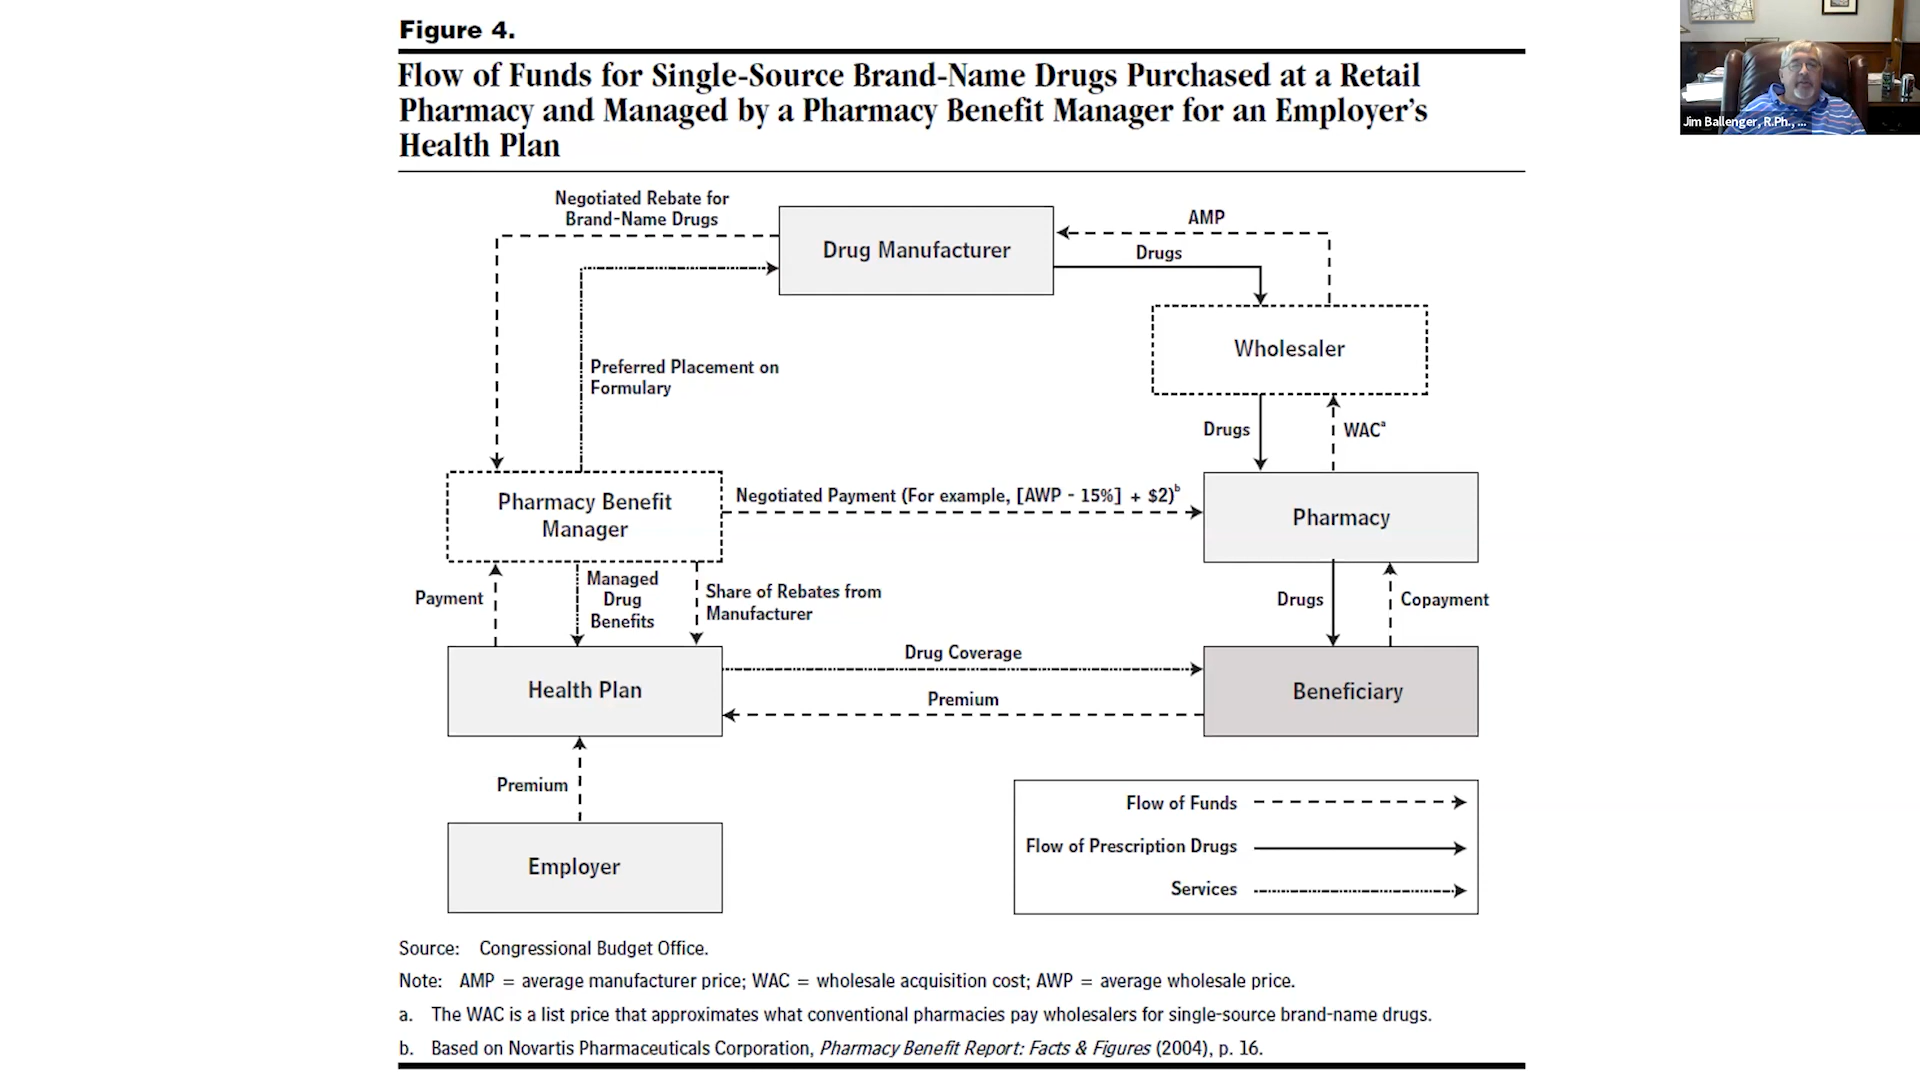 Figure 4.
Flow of Funds for Single-Source Brand-Name Drugs Purchased at a Retail
Pharmacy and Managed by a Pharmacy Benefit Manager for an Employer's
Health Plan
Jim Ballenger, R.Ph., ...
Negotiated Rebate for
Brand-Name Drugs
Drug Manufacturer
AMP
Drugs
Wholesaler
Preferred Placement on
Formulary
Drugs
WACª
Pharmacy Benefit
Manager
Negotiated Payment (For example, [AWP - 15%] + $2)ᵇ
Pharmacy
Payment
Managed
Drug
Benefits
Share of Rebates from
Manufacturer
Drugs
Copayment
Health Plan
Drug Coverage
Premium
Beneficiary
Premium
Employer
Flow of Funds
Flow of Prescription Drugs
Services
Source: Congressional Budget Office.
Note: AMP = average manufacturer price; WAC = wholesale acquisition cost; AWP = average wholesale price.
a. The WAC is a list price that approximates what conventional pharmacies pay wholesalers for single-source brand-name drugs.
b. Based on Novartis Pharmaceuticals Corporation, Pharmacy Benefit Report: Facts & Figures (2004), p. 16.